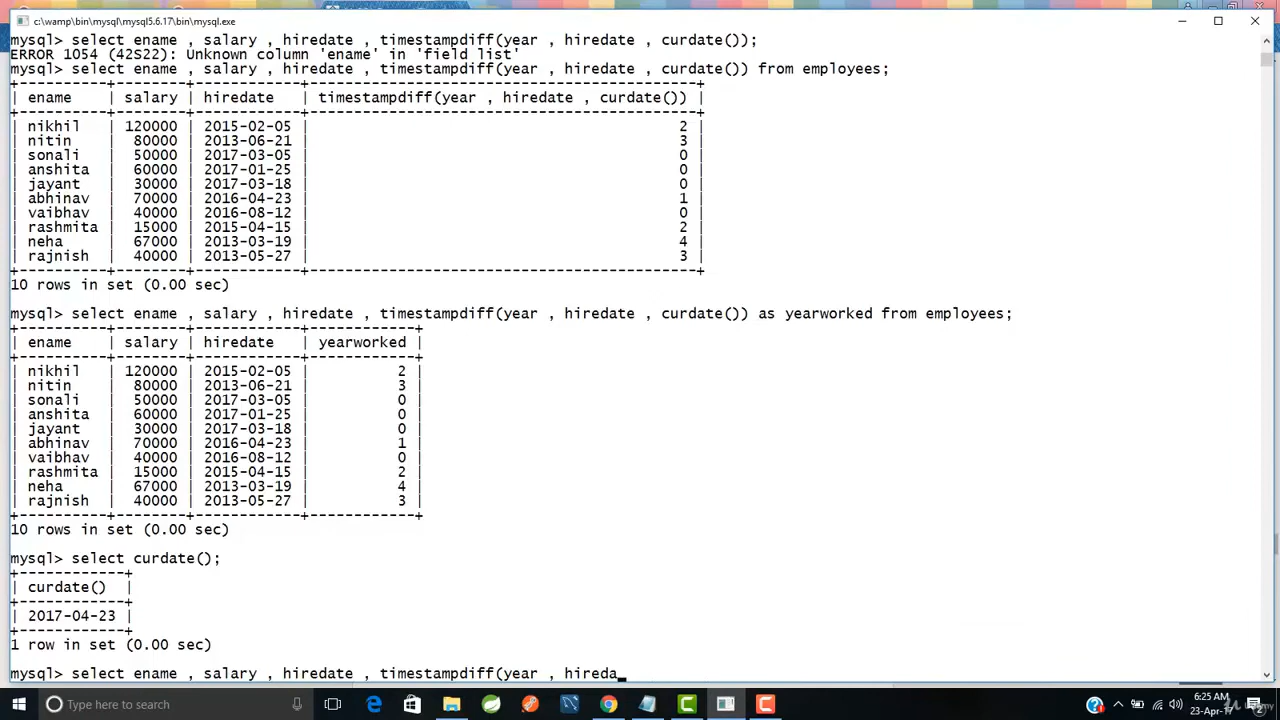 c:\wamp\bin\mysql\mysql5.6.17\bin\mysql.exe
mysql> select ename , salary , hiredate , timestampdiff(year , hiredate , curdate());
ERROR 1054 (42S22): Unknown column 'ename' in 'field list'
mysql> select ename , salary , hiredate , timestampdiff(year , hiredate , curdate()) from employees;
+----------+--------+------------+-------------------------------------------+
| ename    | salary | hiredate   | timestampdiff(year , hiredate , curdate()) |
+----------+--------+------------+-------------------------------------------+
| nikhil   | 120000 | 2015-02-05 | 2 |
| nitin    | 80000 | 2013-06-21 | 3 |
| sonali   | 50000 | 2017-03-05 | 0 |
| anshita  | 60000 | 2017-01-25 | 0 |
| jayant   | 30000 | 2017-03-18 | 0 |
| abhinav  | 70000 | 2016-04-23 | 1 |
| vaibhav  | 40000 | 2016-08-12 | 0 |
| rashmita | 15000 | 2015-04-15 | 2 |
| neha     | 67000 | 2013-03-19 | 4 |
| rajnish  | 40000 | 2013-05-27 | 3 |
+----------+--------+------------+-------------------------------------------+
10 rows in set (0.00 sec)
mysql> select ename , salary , hiredate , timestampdiff(year , hiredate , curdate()) as yearworked from employees;
+----------+--------+------------+------------+
| ename    | salary | hiredate   | yearworked |
+----------+--------+------------+------------+
| nikhil   | 120000 | 2015-02-05 | 2 |
| nitin    | 80000 | 2013-06-21 | 3 |
| sonali   | 50000 | 2017-03-05 | 0 |
| anshita  | 60000 | 2017-01-25 | 0 |
| jayant   | 30000 | 2017-03-18 | 0 |
| abhinav  | 70000 | 2016-04-23 | 1 |
| vaibhav  | 40000 | 2016-08-12 | 0 |
| rashmita | 15000 | 2015-04-15 | 2 |
| neha     | 67000 | 2013-03-19 | 4 |
| rajnish  | 40000 | 2013-05-27 | 3 |
+----------+--------+------------+------------+
10 rows in set (0.00 sec)
mysql> select curdate();
+------------+
| curdate()  |
+------------+
| 2017-04-23 |
+------------+
1 row in set (0.00 sec)
mysql> select ename , salary , hiredate , timestampdiff(year , hireda_
Type here to search
6:25 AM
23-Apr-17